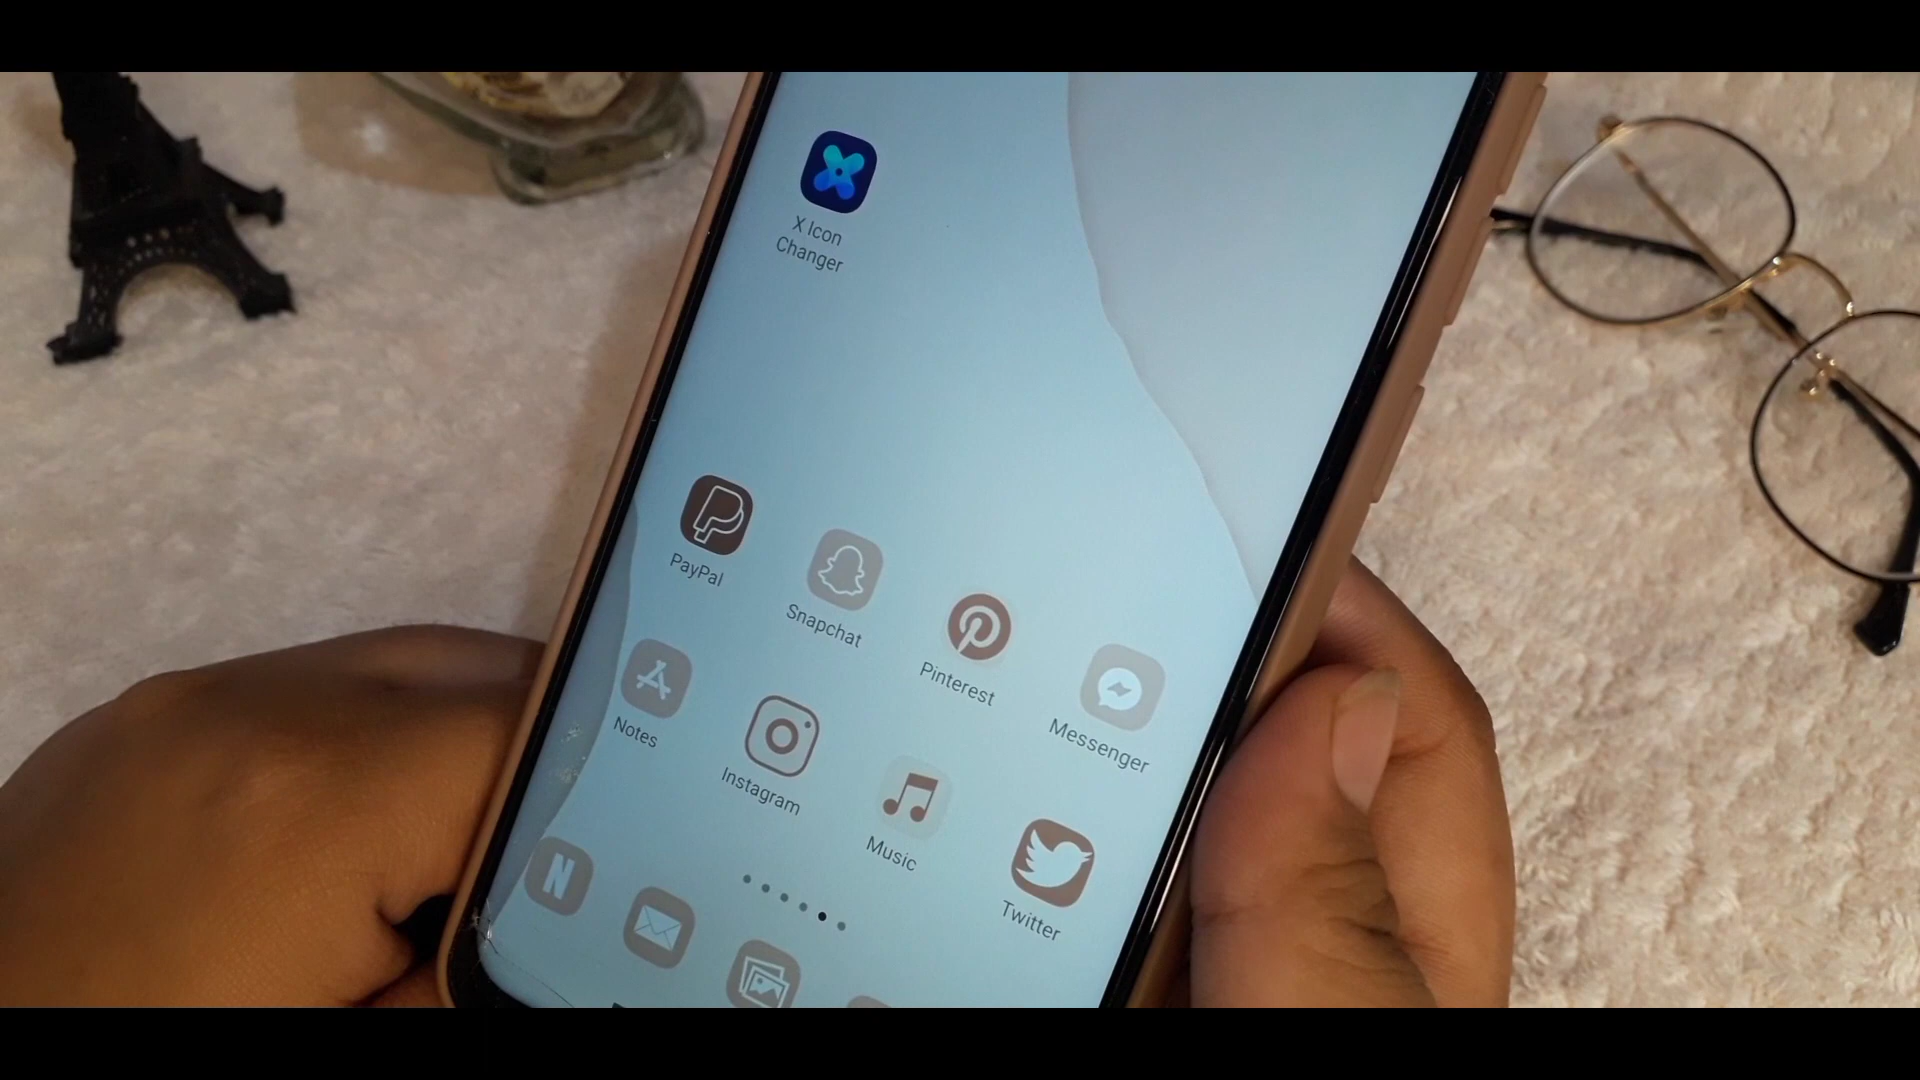 X Icon
Changer
PayPal
Snapchat
Pinterest
Messenger
Notes
Instagram
Music
Twitter
N